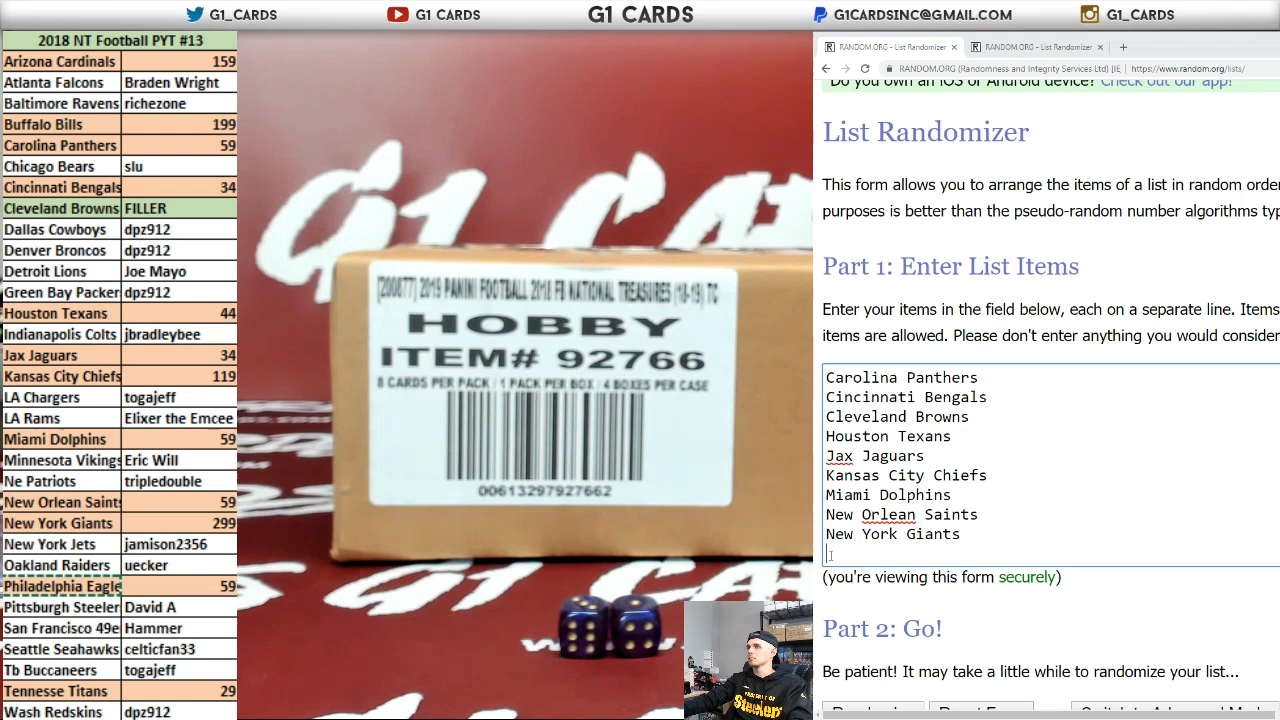 G1_CARDS
G1 CARDS
G1 CARDS
G1CARDSINC@GMAIL.COM
G1_CARDS
2018 NT Football PYT #13
Arizona Cardinals 159
Atlanta Falcons Braden Wright
Baltimore Ravens richezone
Buffalo Bills 199
Carolina Panthers 59
Chicago Bears slu
Cincinnati Bengals 34
Cleveland Browns FILLER
Dallas Cowboys dpz912
Denver Broncos dpz912
Detroit Lions Joe Mayo
Green Bay Packer dpz912
Houston Texans 44
Indianapolis Colts jbradleybee
Jax Jaguars 34
Kansas City Chiefs 119
LA Chargers togajeff
LA Rams Elixer the Emcee
Miami Dolphins 59
Minnesota Vikings Eric Will
Ne Patriots tripledouble
New Orlean Saints 59
New York Giants 299
New York Jets jamison2356
Oakland Raiders uecker
Philadelphia Eagle 59
Pittsburgh Steeler David A
San Francisco 49e Hammer
Seattle Seahawks celticfan33
Tb Buccaneers togajeff
Tennesse Titans 29
Wash Redskins dpz912
G1 CA
[200877] 2019 PANINI FOOTBALL 2018 FB NATIONAL TREASURES (18-19) TC
HOBBY
ITEM# 92766
8 CARDS PER PACK / 1 PACK PER BOX / 4 BOXES PER CASE
00613297927662
S G1 CA
www.
Steelers
RANDOM.ORG - List Randomizer
RANDOM.ORG - List Randomizer
RANDOM.ORG (Randomness and Integrity Services Ltd) [IE] | https://www.random.org/lists/
Do you own an iOS or Android device? Check out our app!
List Randomizer
This form allows you to arrange the items of a list in random orde
purposes is better than the pseudo-random number algorithms typ
Part 1: Enter List Items
Enter your items in the field below, each on a separate line. Items
items are allowed. Please don't enter anything you would consider
Carolina Panthers
Cincinnati Bengals
Cleveland Browns
Houston Texans
Jax Jaguars
Kansas City Chiefs
Miami Dolphins
New Orlean Saints
New York Giants
(you're viewing this form securely)
Part 2: Go!
Be patient! It may take a little while to randomize your list...